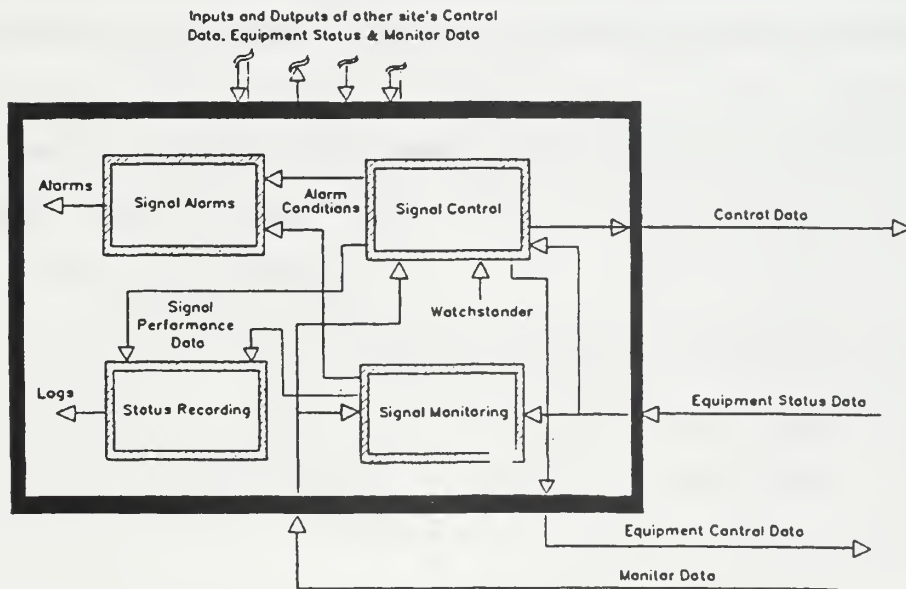 Inputs and Outputs of other site's Control
Data, Equipment Status & Monitor Data
Alarms
Signal Alarms
Alarm
Conditions
Signal Control
Control Data
Signal
Performance
Data
Watchstander
Logs
Status Recording
Signal Monitoring
Equipment Status Data
Equipment Control Data
Monitor Data